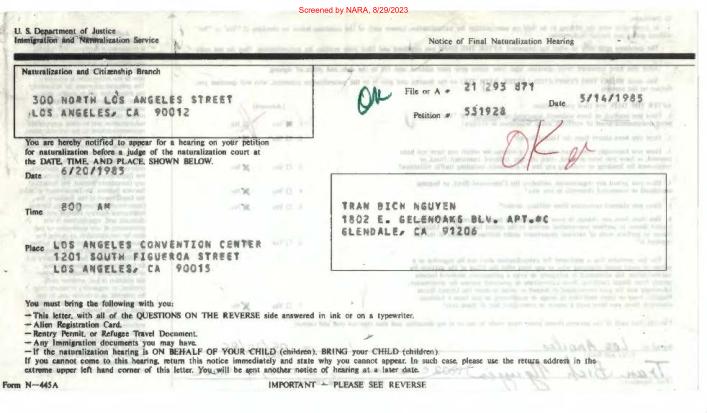 Screened by NARA, 8/29/2023
U. S. Department of Justice
Immigration and Naturalization Service
Notice of Final Naturalization Hearing
Naturalization and Citizenship Branch
300 NORTH LOS ANGELES STREET
LOS ANGELES, CA 90012
OK
File or A # 21 293 871
Date 5/14/1985
Petition # 551928
OK
You are hereby notified to appear for a hearing on your petition
for naturalization before a judge of the naturalization court at
the DATE, TIME, AND PLACE, SHOWN BELOW.
Date 6/20/1985
Time 800 AM
Place LOS ANGELES CONVENTION CENTER
1201 SOUTH FIGUEROA STREET
LOS ANGELES, CA 90015
TRAN BICH NGUYEN
1802 E. GELENOAKS BLV. APT.#C
GLENDALE, CA 91206
You must bring the following with you:
— This letter, with all of the QUESTIONS ON THE REVERSE side answered in ink or on a typewriter.
— Alien Registration Card.
— Rentry Permit, or Refugee Travel Document.
— Any Immigration documents you may have.
— If the naturalization hearing is ON BEHALF OF YOUR CHILD (children), BRING your CHILD (children).
If you cannot come to this hearing, return this notice immediately and state why you cannot appear. In such case, please use the return address in the
extreme upper left hand corner of this letter. You will be sent another notice of hearing at a later date.
Form N—445A
IMPORTANT — PLEASE SEE REVERSE